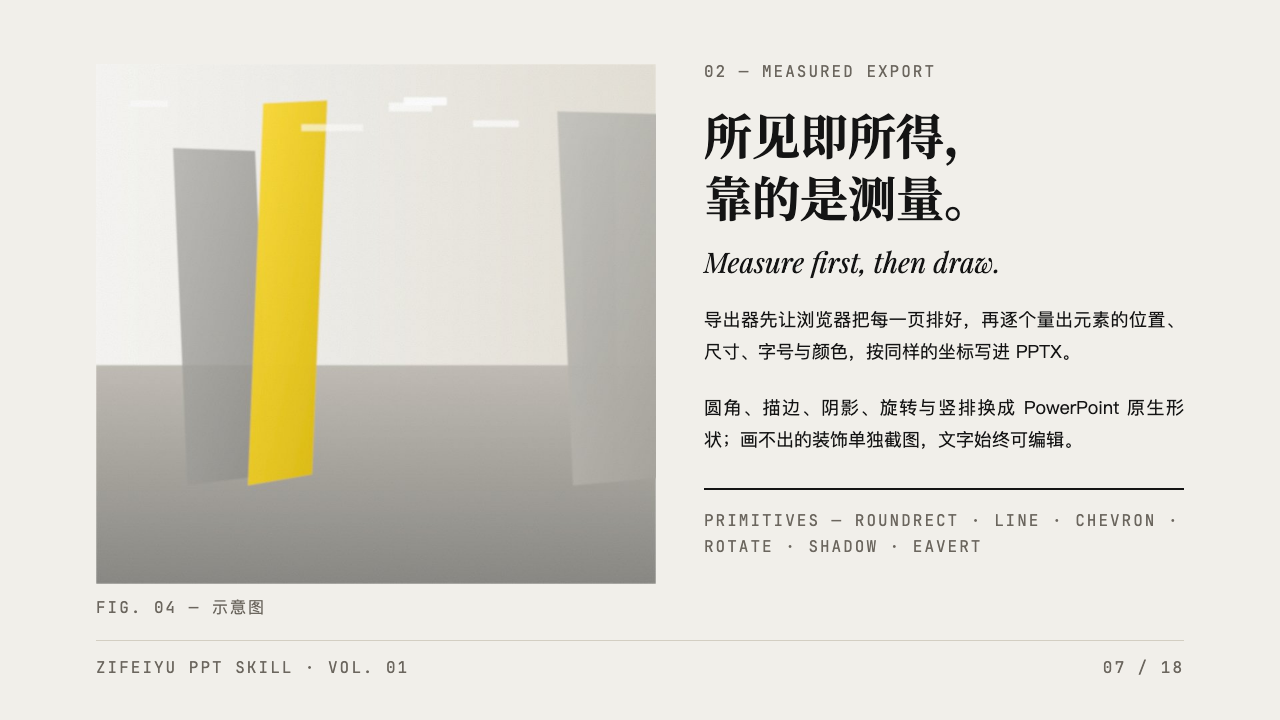 02 — MEASURED EXPORT
所见即所得，
靠的是测量。
Measure first, then draw.
导出器先让浏览器把每一页排好，再逐个量出元素的位置、
尺寸、字号与颜色，按同样的坐标写进 PPTX。
圆角、描边、阴影、旋转与竖排换成 PowerPoint 原生形
状；画不出的装饰单独截图，文字始终可编辑。
PRIMITIVES — ROUNDRECT · LINE · CHEVRON ·
ROTATE · SHADOW · EAVERT
FIG. 04 — 示意图
ZIFEIYU PPT SKILL · VOL. 01
07 / 18